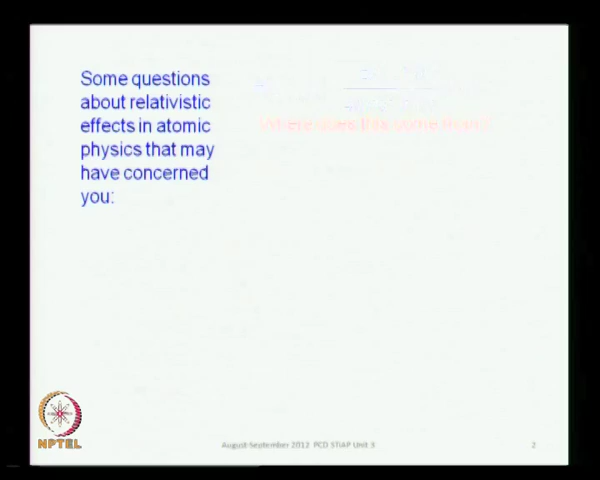 Some questions
about relativistic
effects in atomic
physics that may
have concerned
you:
Where does this come from?
NPTEL
August-September 2012 PCD STiAP Unit 3
2